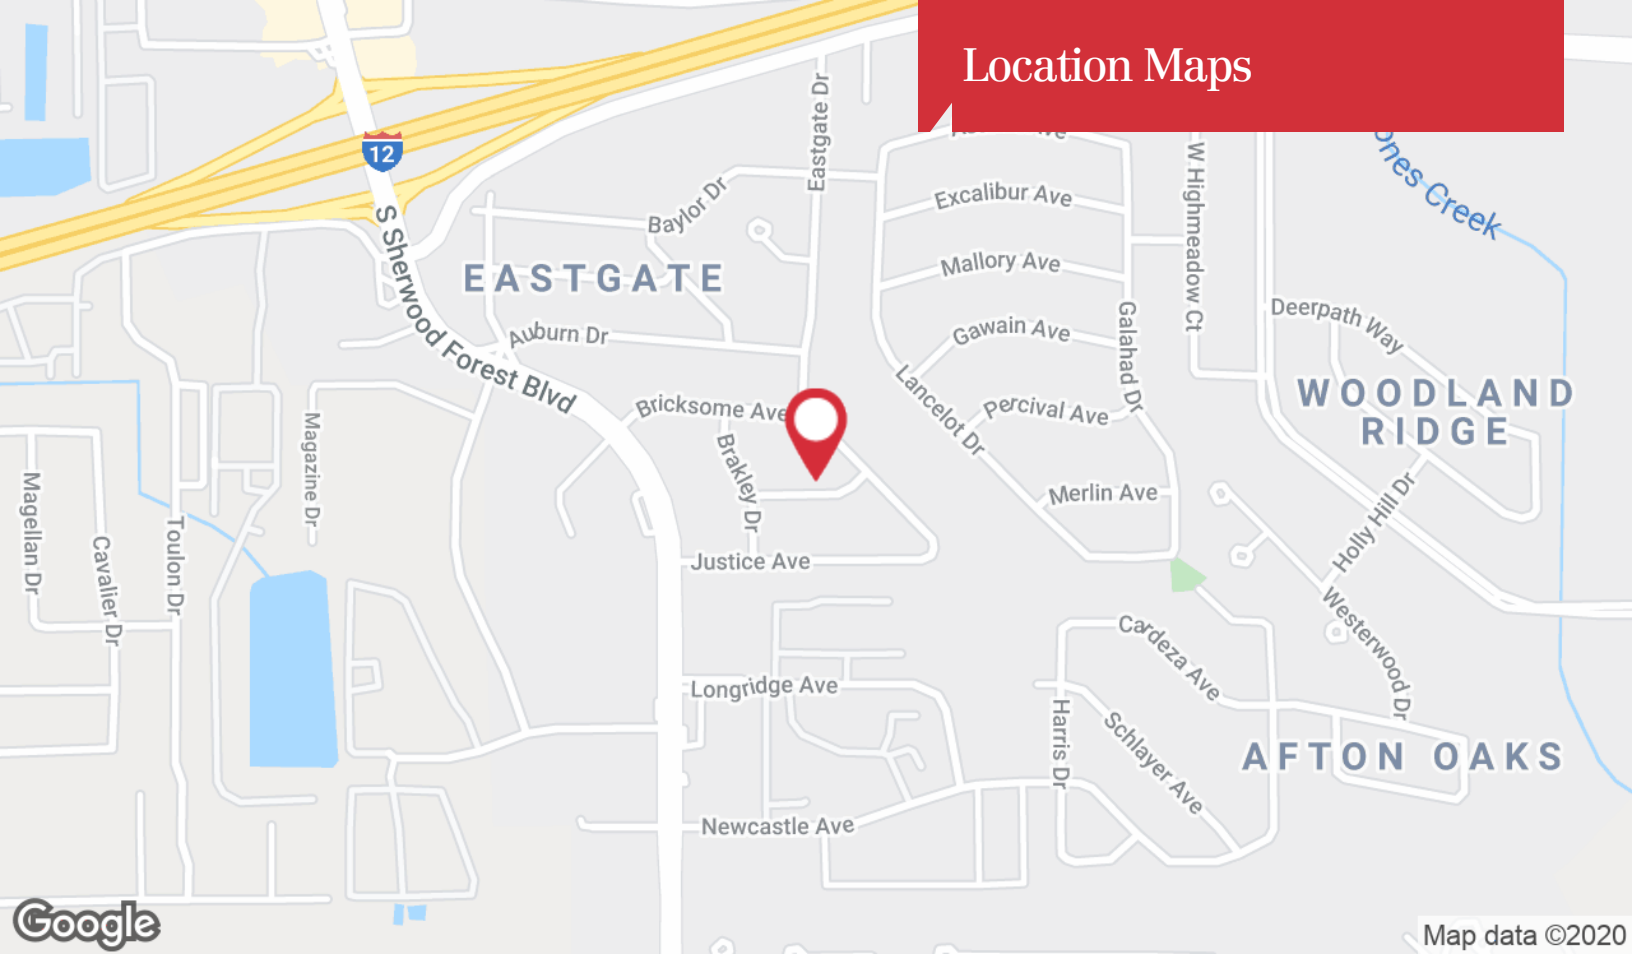 Location Maps
12
S Sherwood Forest Blvd
Eastgate Dr
Baylor Dr
EASTGATE
Auburn Dr
Excalibur Ave
Mallory Ave
Gawain Ave
Percival Ave
Merlin Ave
Galahad Dr
Lancelot Dr
W Highmeadow Ct
Creek
Deerpath Way
WOODLAND
RIDGE
Holly Hill Dr
Westerwood Dr
Bricksome Ave
Brakley Dr
Justice Ave
Magazine Dr
Magellan Dr
Cavalier Dr
Toulon Dr
Longridge Ave
Newcastle Ave
Harris Dr
Cardeza Ave
Schlayer Ave
AFTON OAKS
Google
Map data ©2020